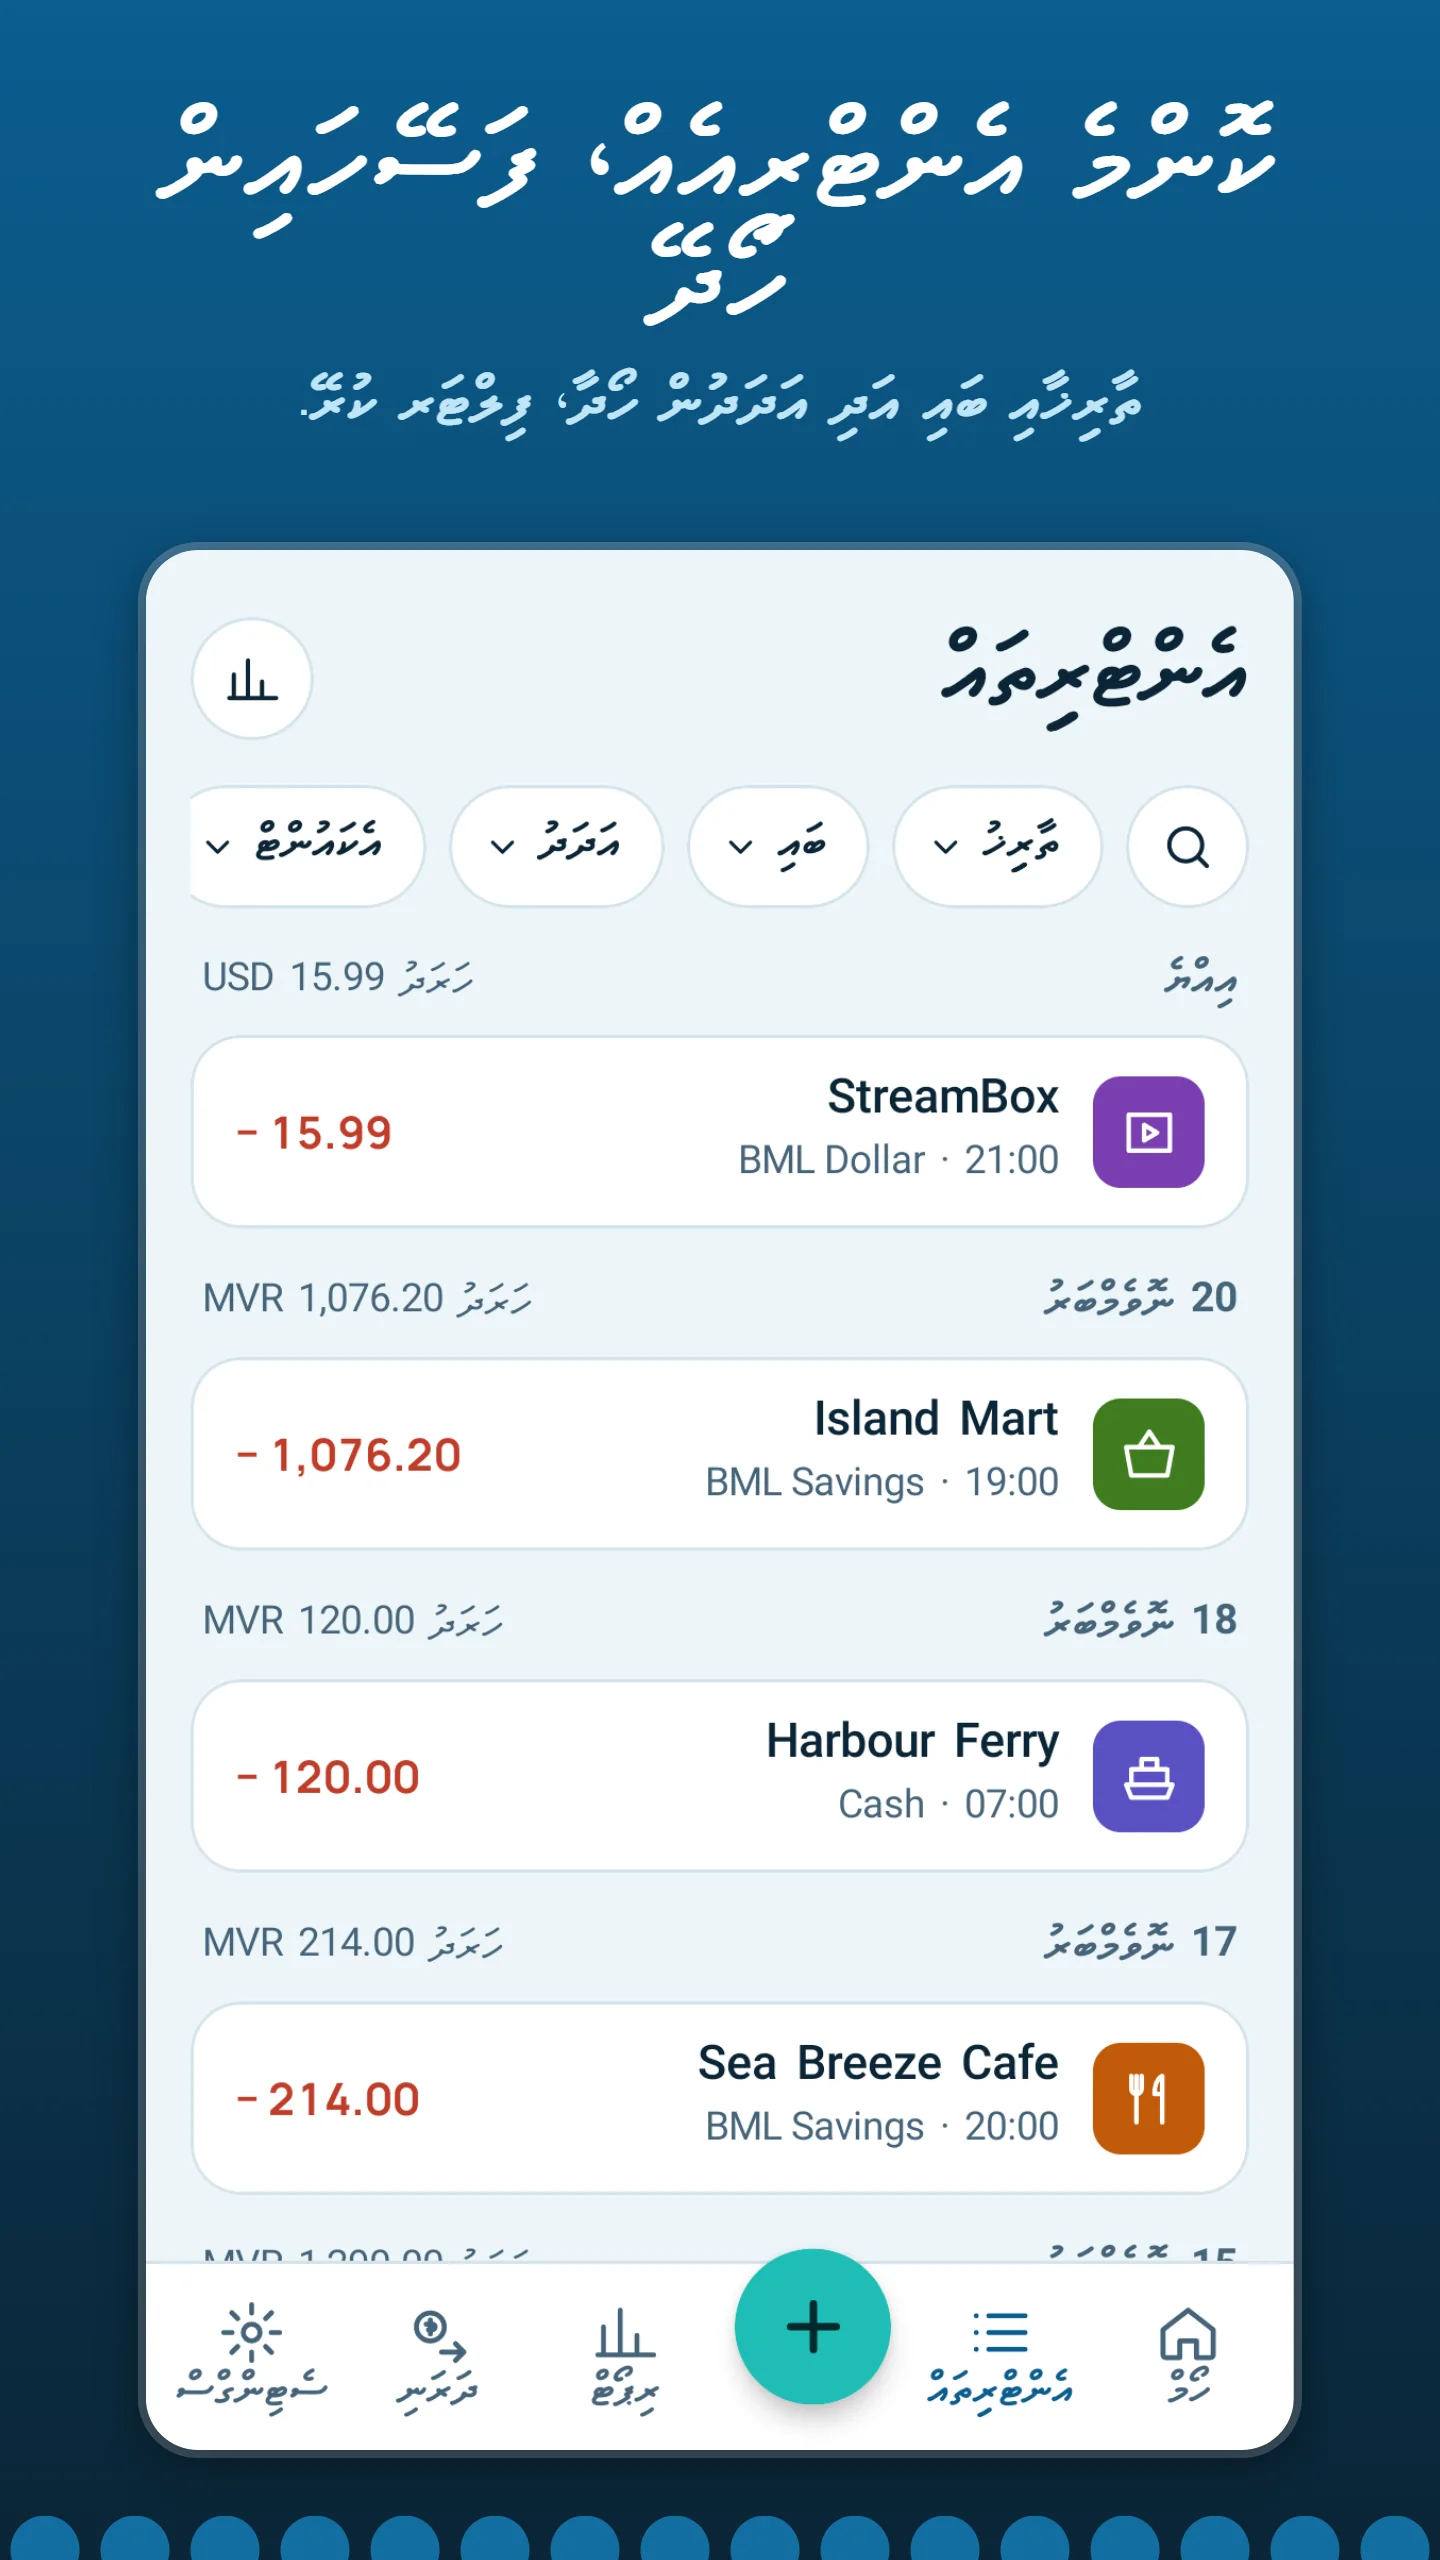 ކޮންމެ އެންޓްރިއެއް، ފަސޭހައިން
ހޯދޭ
ތާރީޚާއި ބައި އަދި އަދަދުން ހޯދާ، ފިލްޓަރ ކުރޭ.
އެންޓްރިތައް
ތާރީޚު
ބައި
އަދަދު
އެކައުންޓް
އިއްޔެ
ހަރަދު USD 15.99
StreamBox
BML Dollar · 21:00
− 15.99
20 ނޮވެމްބަރު
ހަރަދު MVR 1,076.20
Island Mart
BML Savings · 19:00
− 1,076.20
18 ނޮވެމްބަރު
ހަރަދު MVR 120.00
Harbour Ferry
Cash · 07:00
− 120.00
17 ނޮވެމްބަރު
ހަރަދު MVR 214.00
Sea Breeze Cafe
BML Savings · 20:00
− 214.00
ހޯމް
އެންޓްރިތައް
ރިޕޯޓް
ދަރަނި
ސެޓިންގްސް